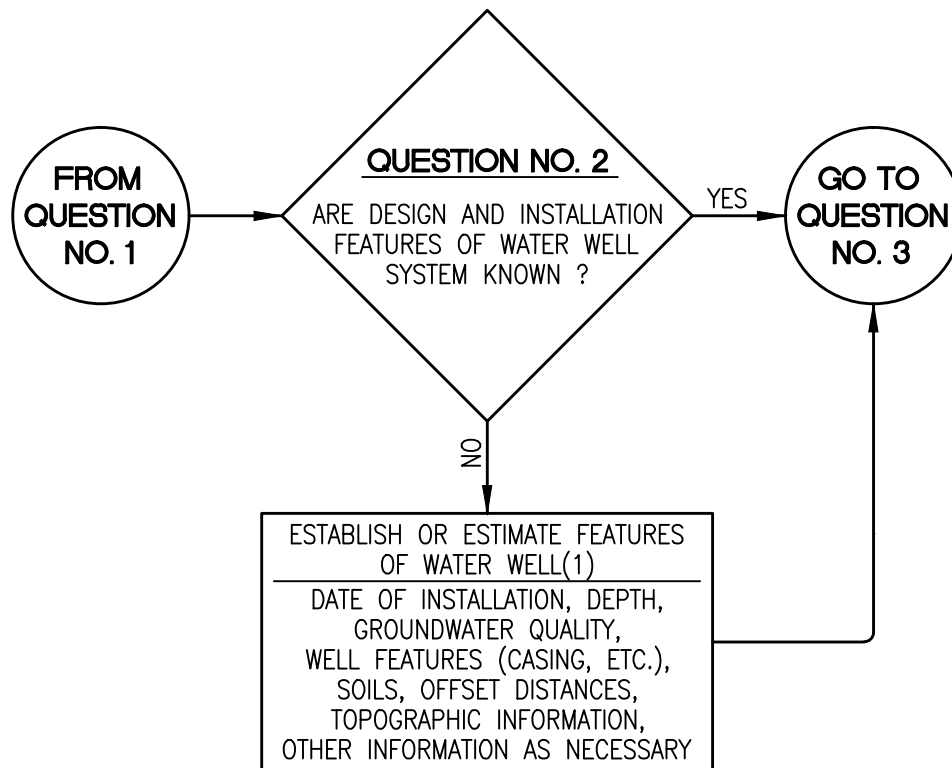 FROM
QUESTION
NO. 1
QUESTION NO. 2
ARE DESIGN AND INSTALLATION
FEATURES OF WATER WELL
SYSTEM KNOWN ?
YES
GO TO
QUESTION
NO. 3
NO
ESTABLISH OR ESTIMATE FEATURES
OF WATER WELL(1)
DATE OF INSTALLATION, DEPTH,
GROUNDWATER QUALITY,
WELL FEATURES (CASING, ETC.),
SOILS, OFFSET DISTANCES,
TOPOGRAPHIC INFORMATION,
OTHER INFORMATION AS NECESSARY